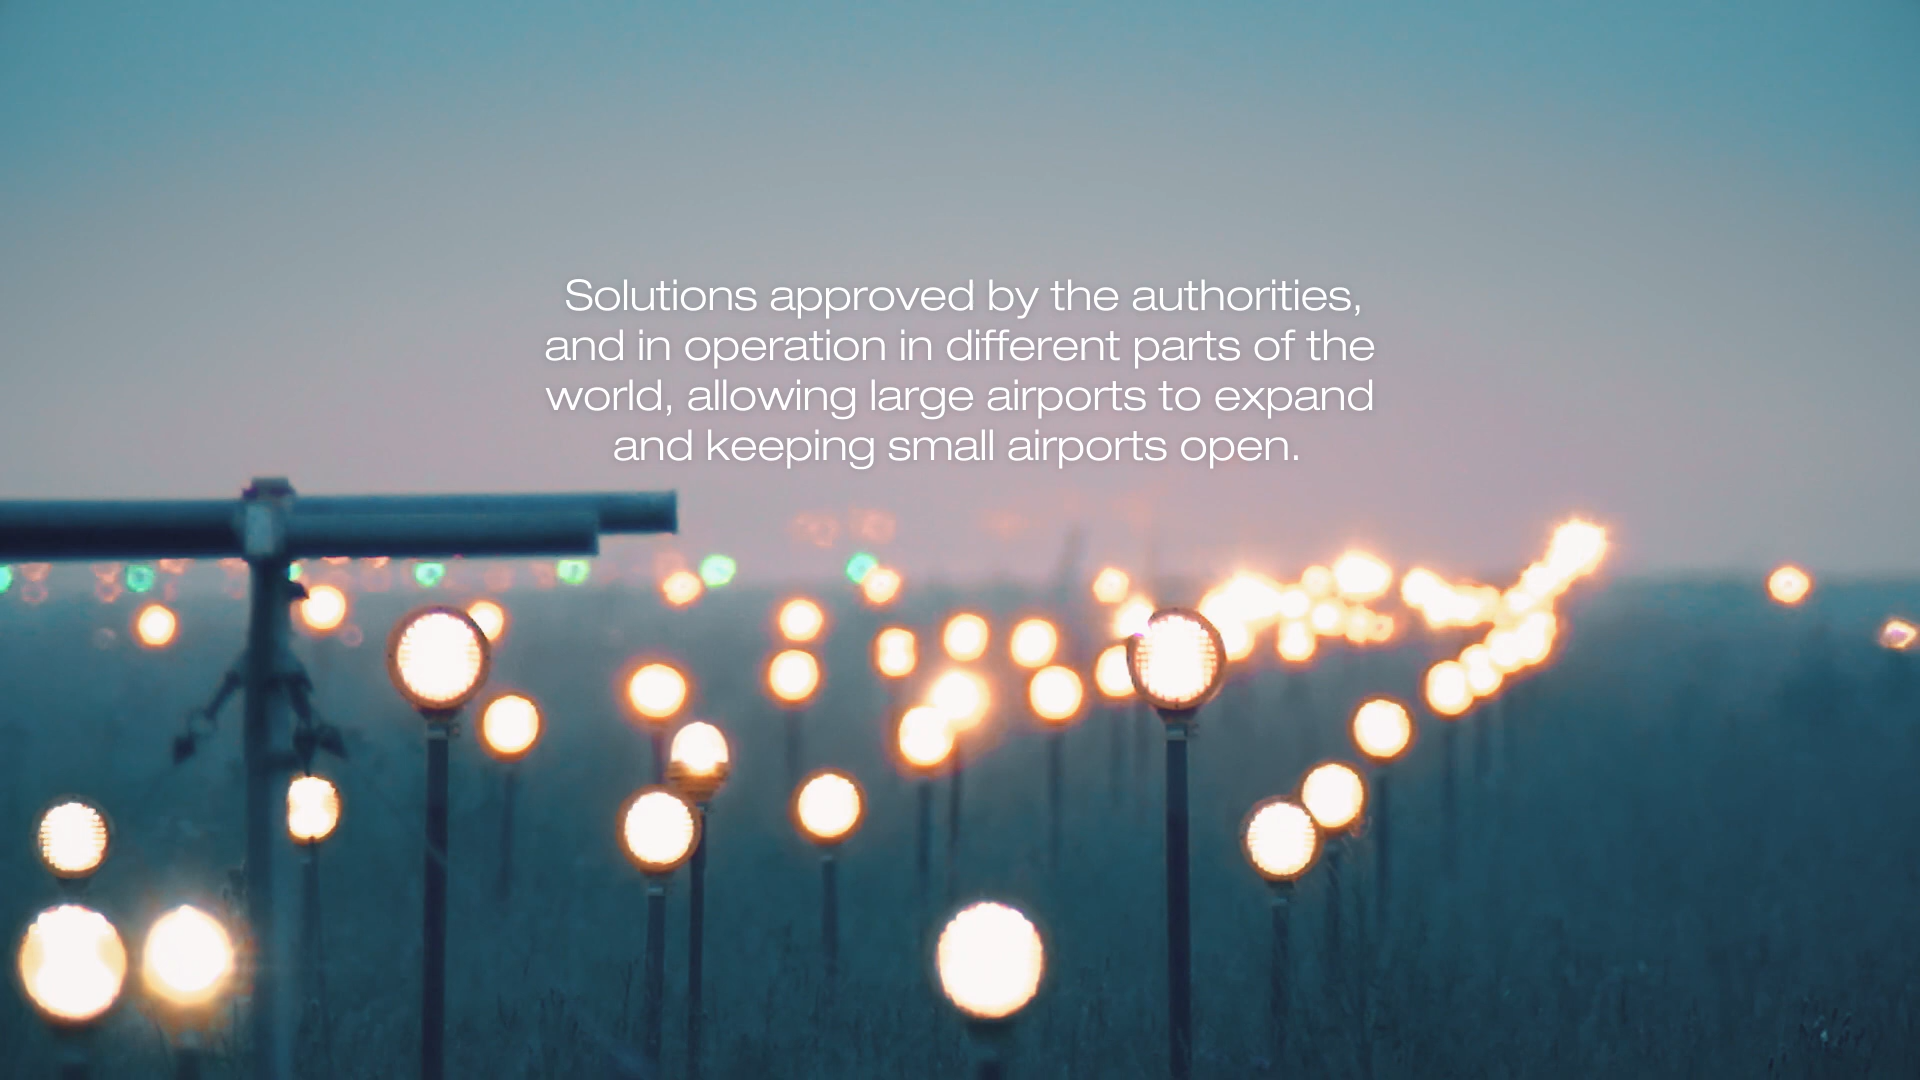 Solutions approved by the authorities,
and in operation in different parts of the
world, allowing large airports to expand
and keeping small airports open.